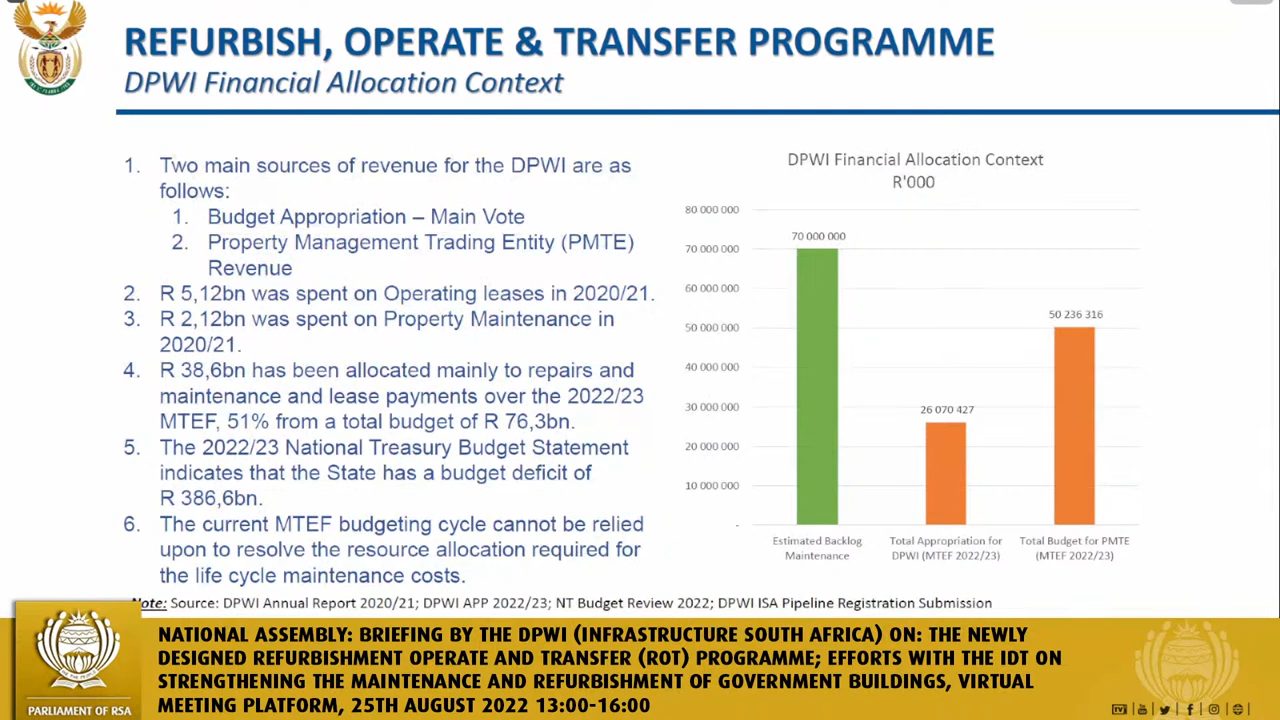 REFURBISH, OPERATE & TRANSFER PROGRAMME
DPWI Financial Allocation Context
1. Two main sources of revenue for the DPWI are as
follows:
1. Budget Appropriation – Main Vote
2. Property Management Trading Entity (PMTE)
Revenue
2. R 5,12bn was spent on Operating leases in 2020/21.
3. R 2,12bn was spent on Property Maintenance in
2020/21.
4. R 38,6bn has been allocated mainly to repairs and
maintenance and lease payments over the 2022/23
MTEF, 51% from a total budget of R 76,3bn.
5. The 2022/23 National Treasury Budget Statement
indicates that the State has a budget deficit of
R 386,6bn.
6. The current MTEF budgeting cycle cannot be relied
upon to resolve the resource allocation required for
the life cycle maintenance costs.
DPWI Financial Allocation Context
R'000
80 000 000
70 000 000
60 000 000
50 000 000
40 000 000
30 000 000
20 000 000
10 000 000
-
70 000 000
26 070 427
50 236 316
Estimated Backlog
Maintenance
Total Appropriation for
DPWI (MTEF 2022/23)
Total Budget for PMTE
(MTEF 2022/23)
Note: Source: DPWI Annual Report 2020/21; DPWI APP 2022/23; NT Budget Review 2022; DPWI ISA Pipeline Registration Submission
NATIONAL ASSEMBLY: BRIEFING BY THE DPWI (INFRASTRUCTURE SOUTH AFRICA) ON: THE NEWLY
DESIGNED REFURBISHMENT OPERATE AND TRANSFER (ROT) PROGRAMME; EFFORTS WITH THE IDT ON
STRENGTHENING THE MAINTENANCE AND REFURBISHMENT OF GOVERNMENT BUILDINGS, VIRTUAL
MEETING PLATFORM, 25TH AUGUST 2022 13:00-16:00
PARLIAMENT OF RSA